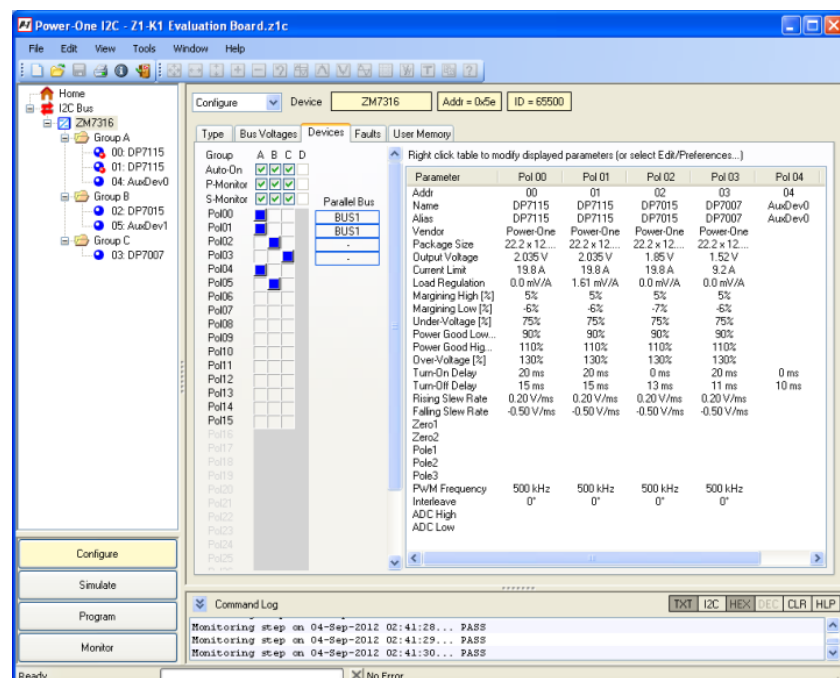 Power-One I2C - Z1-K1 Evaluation Board.z1c
File Edit View Tools Window Help
Home
I2C Bus
ZM7316
Group A
00: DP7115
01: DP7115
04: AuxDev0
Group B
02: DP7015
05: AuxDev1
Group C
03: DP7007
Configure
Simulate
Program
Monitor
Configure Device ZM7316 Addr = 0x5e ID = 65500
Type Bus Voltages Devices Faults User Memory
Group A B C D
Auto-On
P-Monitor
S-Monitor Parallel Bus
Pol00 BUS1
Pol01 BUS1
Pol02 -
Pol03 -
Pol04
Pol05
Pol06
Pol07
Pol08
Pol09
Pol10
Pol11
Pol12
Pol13
Pol14
Pol15
Pol16
Pol17
Pol18
Pol19
Pol20
Pol21
Pol22
Pol23
Pol24
Pol25
Right click table to modify displayed parameters (or select Edit/Preferences...)
Parameter Pol 00 Pol 01 Pol 02 Pol 03 Pol 04
Addr 00 01 02 03 04
Name DP7115 DP7115 DP7015 DP7007 AuxDev0
Alias DP7115 DP7115 DP7015 DP7007 AuxDev0
Vendor Power-One Power-One Power-One Power-One
Package Size 22.2 x 12.... 22.2 x 12.... 22.2 x 12.... 22.2 x 12....
Output Voltage 2.035 V 2.035 V 1.85 V 1.52 V
Current Limit 19.8 A 19.8 A 19.8 A 9.2 A
Load Regulation 0.0 mV/A 1.61 mV/A 0.0 mV/A 0.0 mV/A
Margining High [%] 5% 5% 5% 5%
Margining Low [%] -6% -6% -7% -6%
Under-Voltage [%] 75% 75% 75% 75%
Power Good Low... 90% 90% 90% 90%
Power Good Hig... 110% 110% 110% 110%
Over-Voltage [%] 130% 130% 130% 130%
Turn-On Delay 20 ms 20 ms 0 ms 20 ms 0 ms
Turn-Off Delay 15 ms 15 ms 13 ms 11 ms 10 ms
Rising Slew Rate 0.20 V/ms 0.20 V/ms 0.20 V/ms 0.20 V/ms
Falling Slew Rate -0.50 V/ms -0.50 V/ms -0.50 V/ms -0.50 V/ms
Zero1
Zero2
Pole1
Pole2
Pole3
PWM Frequency 500 kHz 500 kHz 500 kHz 500 kHz
Interleave 0° 0° 0° 0°
ADC High
ADC Low
Command Log TXT I2C HEX DEC CLR HLP
Monitoring step on 04-Sep-2012 02:41:28... PASS
Monitoring step on 04-Sep-2012 02:41:29... PASS
Monitoring step on 04-Sep-2012 02:41:30... PASS
Ready No Error